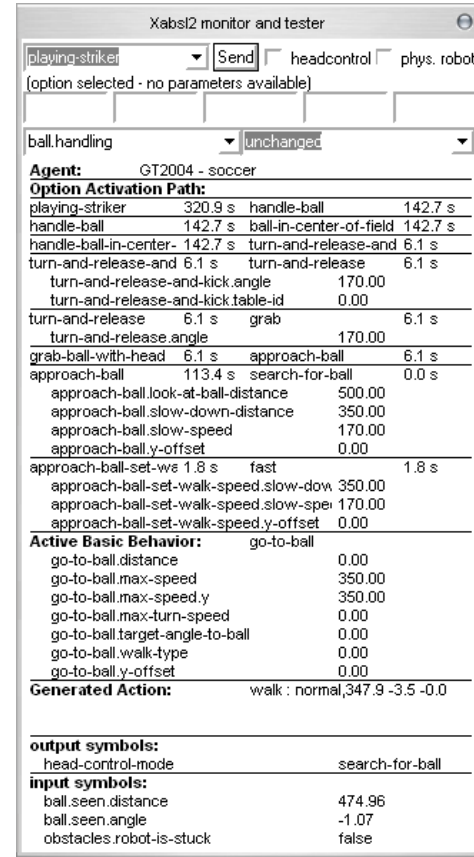 Xabsl2 monitor and tester
playing-striker Send headcontrol phys. robot
(option selected - no parameters available)
ball.handling unchanged
Agent: GT2004 - soccer
Option Activation Path:
playing-striker 320.9 s handle-ball 142.7 s
handle-ball 142.7 s ball-in-center-of-field 142.7 s
handle-ball-in-center- 142.7 s turn-and-release-and 6.1 s
turn-and-release-and 6.1 s turn-and-release 6.1 s
turn-and-release-and-kick.angle 170.00
turn-and-release-and-kick.table-id 0.00
turn-and-release 6.1 s grab 6.1 s
turn-and-release.angle 170.00
grab-ball-with-head 6.1 s approach-ball 6.1 s
approach-ball 113.4 s search-for-ball 0.0 s
approach-ball.look-at-ball-distance 500.00
approach-ball.slow-down-distance 350.00
approach-ball.slow-speed 170.00
approach-ball.y-offset 0.00
approach-ball-set-wa 1.8 s fast 1.8 s
approach-ball-set-walk-speed.slow-dow 350.00
approach-ball-set-walk-speed.slow-spe 170.00
approach-ball-set-walk-speed.y-offset 0.00
Active Basic Behavior: go-to-ball
go-to-ball.distance 0.00
go-to-ball.max-speed 350.00
go-to-ball.max-speed.y 350.00
go-to-ball.max-turn-speed 0.00
go-to-ball.target-angle-to-ball 0.00
go-to-ball.walk-type 0.00
go-to-ball.y-offset 0.00
Generated Action: walk : normal,347.9 -3.5 -0.0
output symbols:
head-control-mode search-for-ball
input symbols:
ball.seen.distance 474.96
ball.seen.angle -1.07
obstacles.robot-is-stuck false